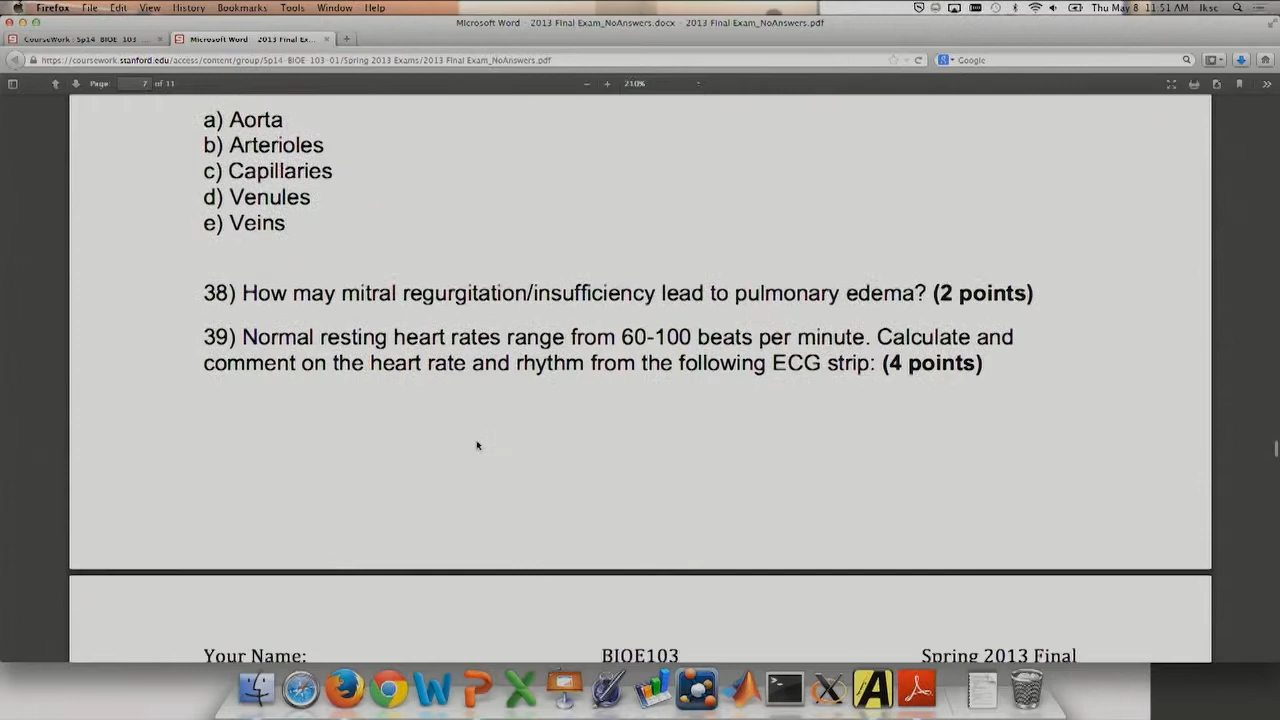 Firefox File Edit View History Bookmarks Tools Window Help Thu May 8 11:51 AM lksc
Microsoft Word - 2013 Final Exam_NoAnswers.docx - 2013 Final Exam_NoAnswers.pdf
CourseWork : Sp14 BIOE 103 ... Microsoft Word - 2013 Final Ex...
https://coursework.stanford.edu/access/content/group/Sp14-BIOE-103-01/Spring 2013 Exams/2013 Final Exam_NoAnswers.pdf Google
Page: 7 of 11 210%
a) Aorta
b) Arterioles
c) Capillaries
d) Venules
e) Veins
38) How may mitral regurgitation/insufficiency lead to pulmonary edema? (2 points)
39) Normal resting heart rates range from 60-100 beats per minute. Calculate and
comment on the heart rate and rhythm from the following ECG strip: (4 points)
Your Name: BIOE103 Spring 2013 Final